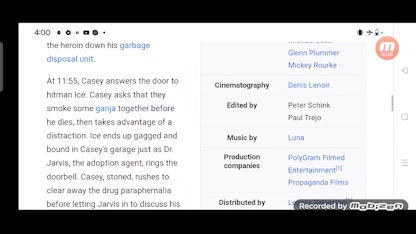 4:00
the heroin down his garbage
disposal unit.
At 11:55, Casey answers the door to
hitman Ice. Casey asks that they
smoke some ganja together before
he dies, then takes advantage of a
distraction. Ice ends up gagged and
bound in Casey's garage just as Dr.
Jarvis, the adoption agent, rings the
doorbell. Casey, stoned, rushes to
clear away the drug paraphernalia
before letting Jarvis in to discuss his
Glenn Plummer
Mickey Rourke
Cinematography Denis Lenoir
Edited by Peter Schink
Paul Trejo
Music by Luna
Production PolyGram Filmed
companies Entertainment[1]
Propaganda Films
Distributed by
Recorded by MOBIZEN